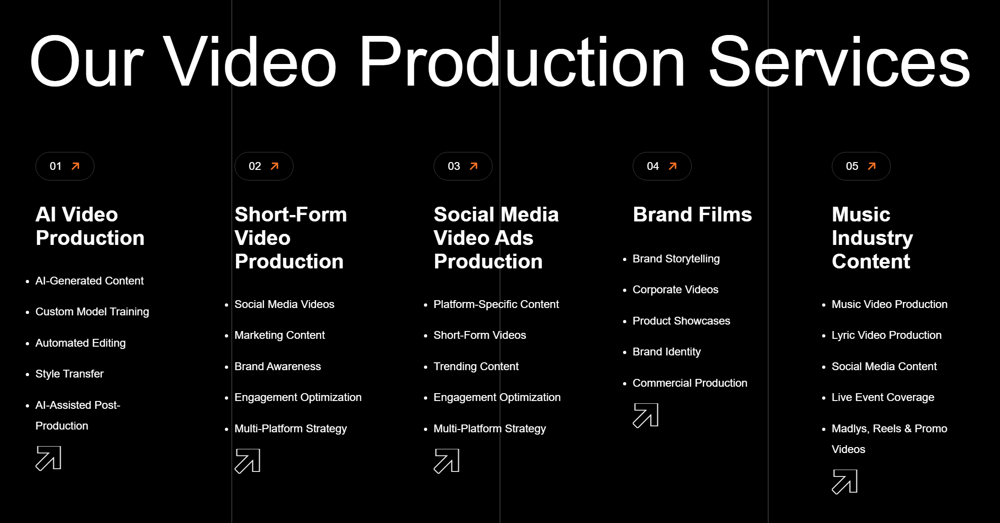 Our Video Production Services
01
AI Video
Production
AI-Generated Content
Custom Model Training
Automated Editing
Style Transfer
AI-Assisted Post-
Production
02
Short-Form
Video
Production
Social Media Videos
Marketing Content
Brand Awareness
Engagement Optimization
Multi-Platform Strategy
03
Social Media
Video Ads
Production
Platform-Specific Content
Short-Form Videos
Trending Content
Engagement Optimization
Multi-Platform Strategy
04
Brand Films
Brand Storytelling
Corporate Videos
Product Showcases
Brand Identity
Commercial Production
05
Music
Industry
Content
Music Video Production
Lyric Video Production
Social Media Content
Live Event Coverage
Madlys, Reels & Promo
Videos